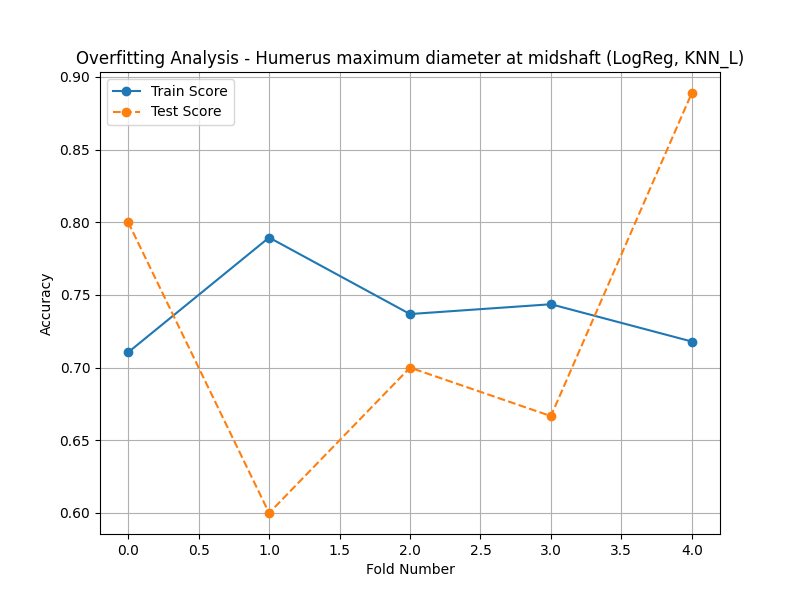 Overfitting Analysis - Humerus maximum diameter at midshaft (LogReg, KNN_L)
Train Score
Test Score
0.90
0.85
0.80
0.75
0.70
0.65
0.60
Accuracy
0.0 0.5 1.0 1.5 2.0 2.5 3.0 3.5 4.0
Fold Number